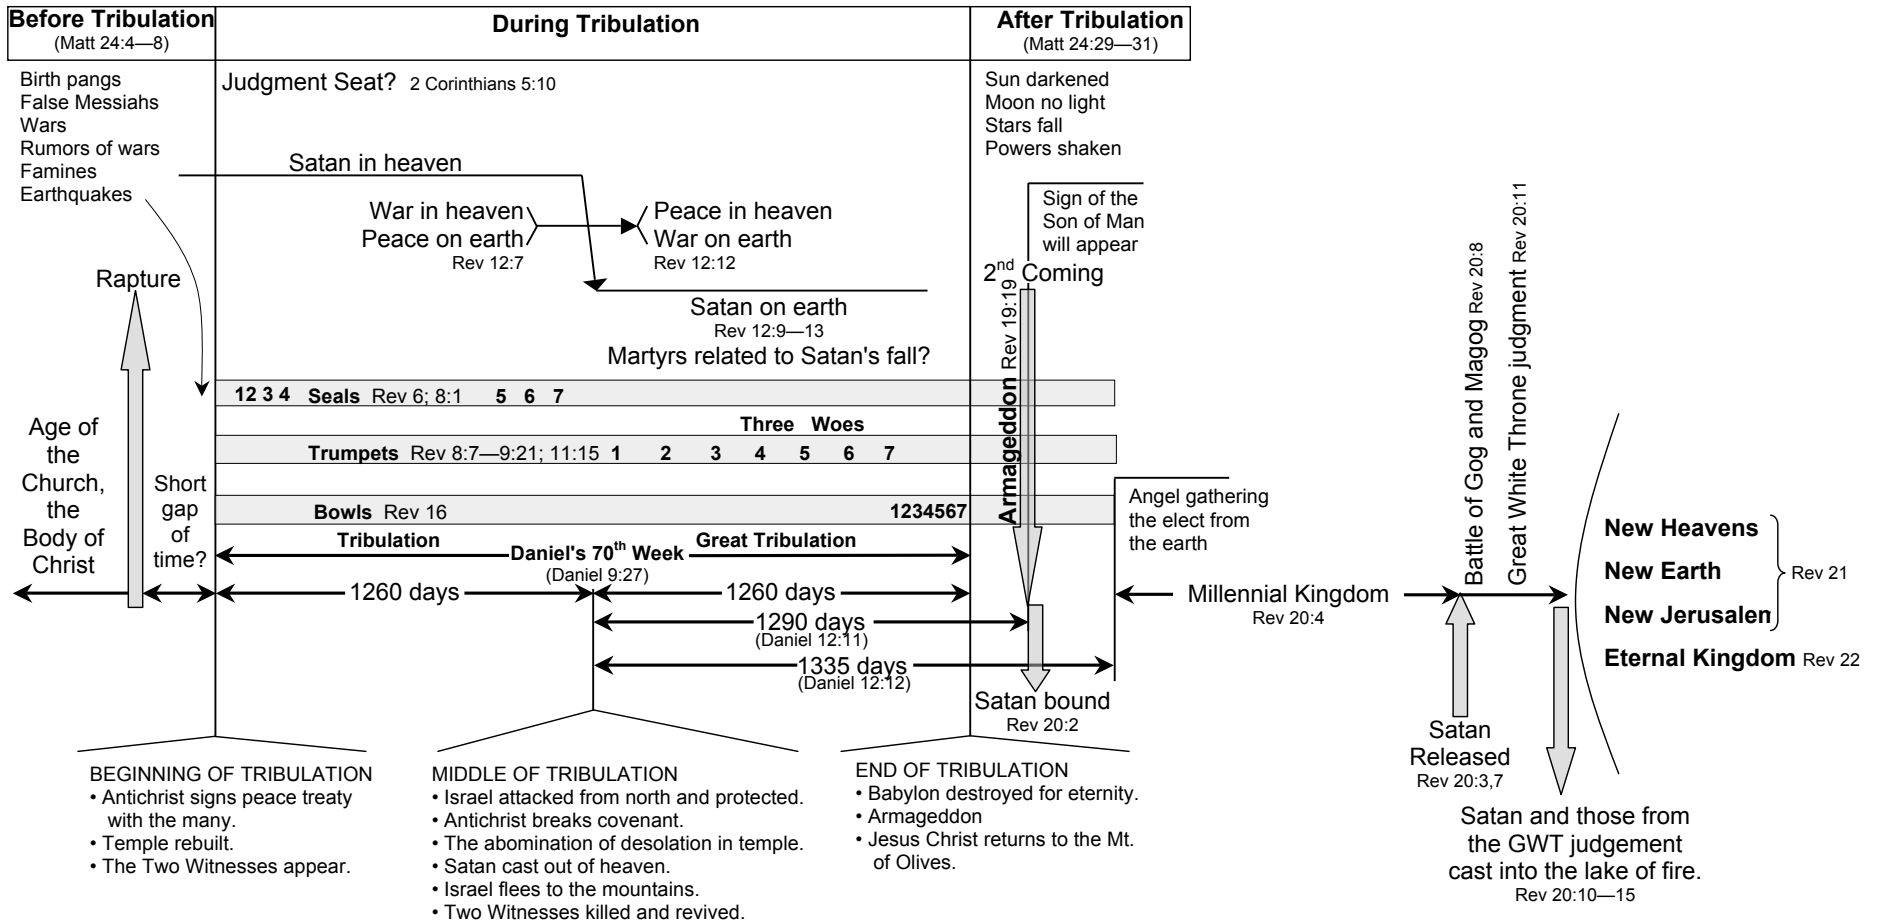 Before Tribulation
(Matt 24:4—8)
During Tribulation
After Tribulation
(Matt 24:29—31)
Birth pangs
False Messiahs
Wars
Rumors of wars
Famines
Earthquakes
Judgment Seat? 2 Corinthians 5:10
Sun darkened
Moon no light
Stars fall
Powers shaken
Satan in heaven
War in heaven
Peace on earth
Rev 12:7
Peace in heaven
War on earth
Rev 12:12
Sign of the
Son of Man
will appear
2nd Coming
Rapture
Satan on earth
Rev 12:9—13
Martyrs related to Satan's fall?
Armageddon Rev 19:19
Battle of Gog and Magog Rev 20:8
Great White Throne judgment Rev 20:11
1 2 3 4 Seals Rev 6; 8:1 5 6 7
Three Woes
Trumpets Rev 8:7—9:21; 11:15 1 2 3 4 5 6 7
Bowls Rev 16 1234567
Age of
the
Church,
the
Body of
Christ
Short
gap
of
time?
Angel gathering
the elect from
the earth
Tribulation
Daniel's 70th Week
(Daniel 9:27)
Great Tribulation
1260 days
1260 days
1290 days
(Daniel 12:11)
1335 days
(Daniel 12:12)
Millennial Kingdom
Rev 20:4
New Heavens
New Earth
New Jerusalem
Rev 21
Eternal Kingdom Rev 22
Satan bound
Rev 20:2
Satan
Released
Rev 20:3,7
Satan and those from
the GWT judgement
cast into the lake of fire.
Rev 20:10—15
BEGINNING OF TRIBULATION
• Antichrist signs peace treaty
with the many.
• Temple rebuilt.
• The Two Witnesses appear.
MIDDLE OF TRIBULATION
• Israel attacked from north and protected.
• Antichrist breaks covenant.
• The abomination of desolation in temple.
• Satan cast out of heaven.
• Israel flees to the mountains.
• Two Witnesses killed and revived.
END OF TRIBULATION
• Babylon destroyed for eternity.
• Armageddon
• Jesus Christ returns to the Mt.
of Olives.